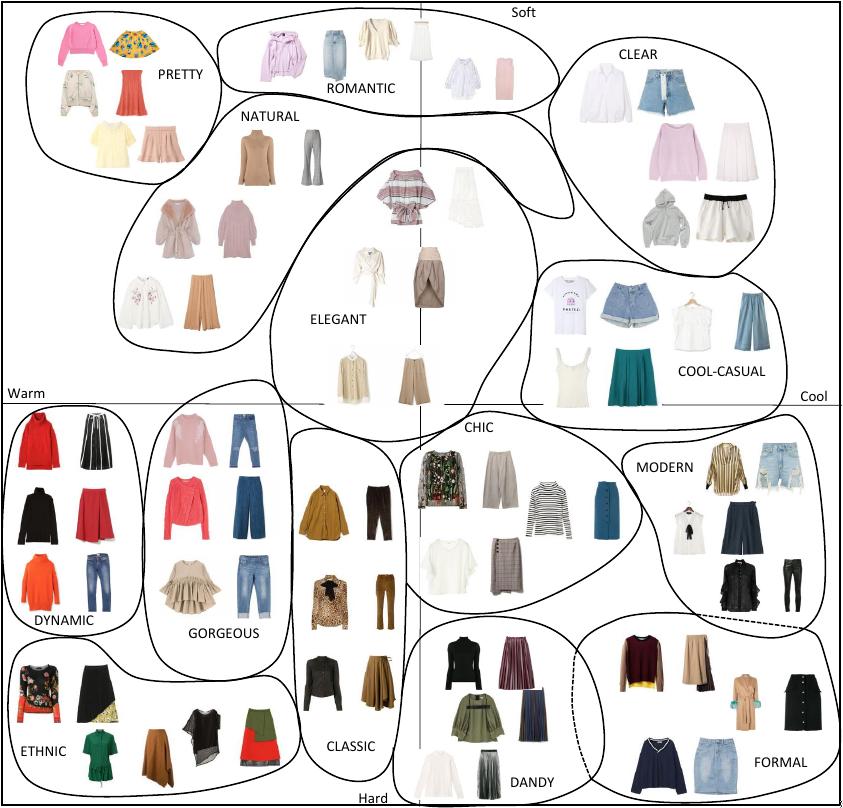 Soft
CLEAR
PRETTY
ROMANTIC
NATURAL
ELEGANT
COOL-CASUAL
Warm
Cool
CHIC
MODERN
DYNAMIC
GORGEOUS
ETHNIC
CLASSIC
FORMAL
DANDY
Hard